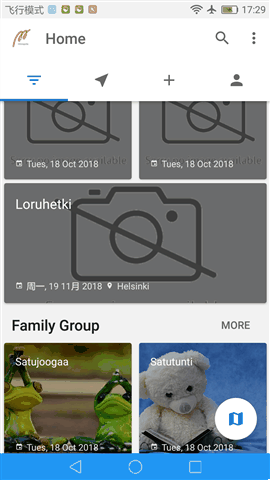 飞行模式
17:29
Home
Tues, 18 Oct 2018
Tues, 18 Oct 2018
Loruhetki
周一, 19 11月 2018 Helsinki
Family Group MORE
Satujoogaa
Satutunti
Tues, 18 Oct 2018
Tues, 18 Oct 2018